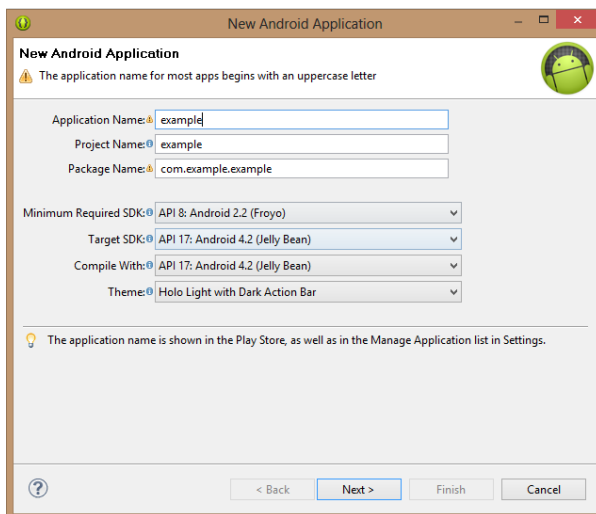 New Android Application
New Android Application
The application name for most apps begins with an uppercase letter
Application Name: example
Project Name: example
Package Name: com.example.example
Minimum Required SDK: API 8: Android 2.2 (Froyo)
Target SDK: API 17: Android 4.2 (Jelly Bean)
Compile With: API 17: Android 4.2 (Jelly Bean)
Theme: Holo Light with Dark Action Bar
The application name is shown in the Play Store, as well as in the Manage Application list in Settings.
? < Back Next > Finish Cancel